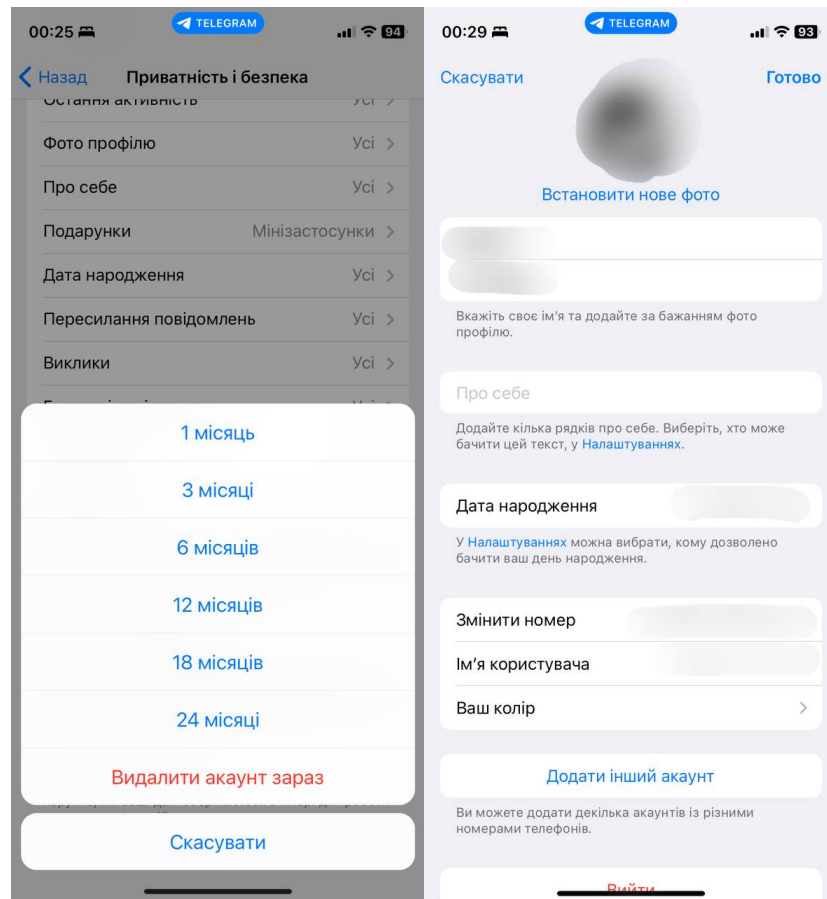 00:25
TELEGRAM
94
Назад
Приватність і безпека
Остання активність Усі
Фото профілю Усі
Про себе Усі
Подарунки Мінізастосунки
Дата народження Усі
Пересилання повідомлень Усі
Виклики Усі
1 місяць
3 місяці
6 місяців
12 місяців
18 місяців
24 місяці
Видалити акаунт зараз
Скасувати
00:29
TELEGRAM
93
Скасувати
Готово
Встановити нове фото
Вкажіть своє ім’я та додайте за бажанням фото
профілю.
Про себе
Додайте кілька рядків про себе. Виберіть, хто може
бачити цей текст, у Налаштуваннях.
Дата народження
У Налаштуваннях можна вибрати, кому дозволено
бачити ваш день народження.
Змінити номер
Ім’я користувача
Ваш колір
Додати інший акаунт
Ви можете додати декілька акаунтів із різними
номерами телефонів.
Вийти